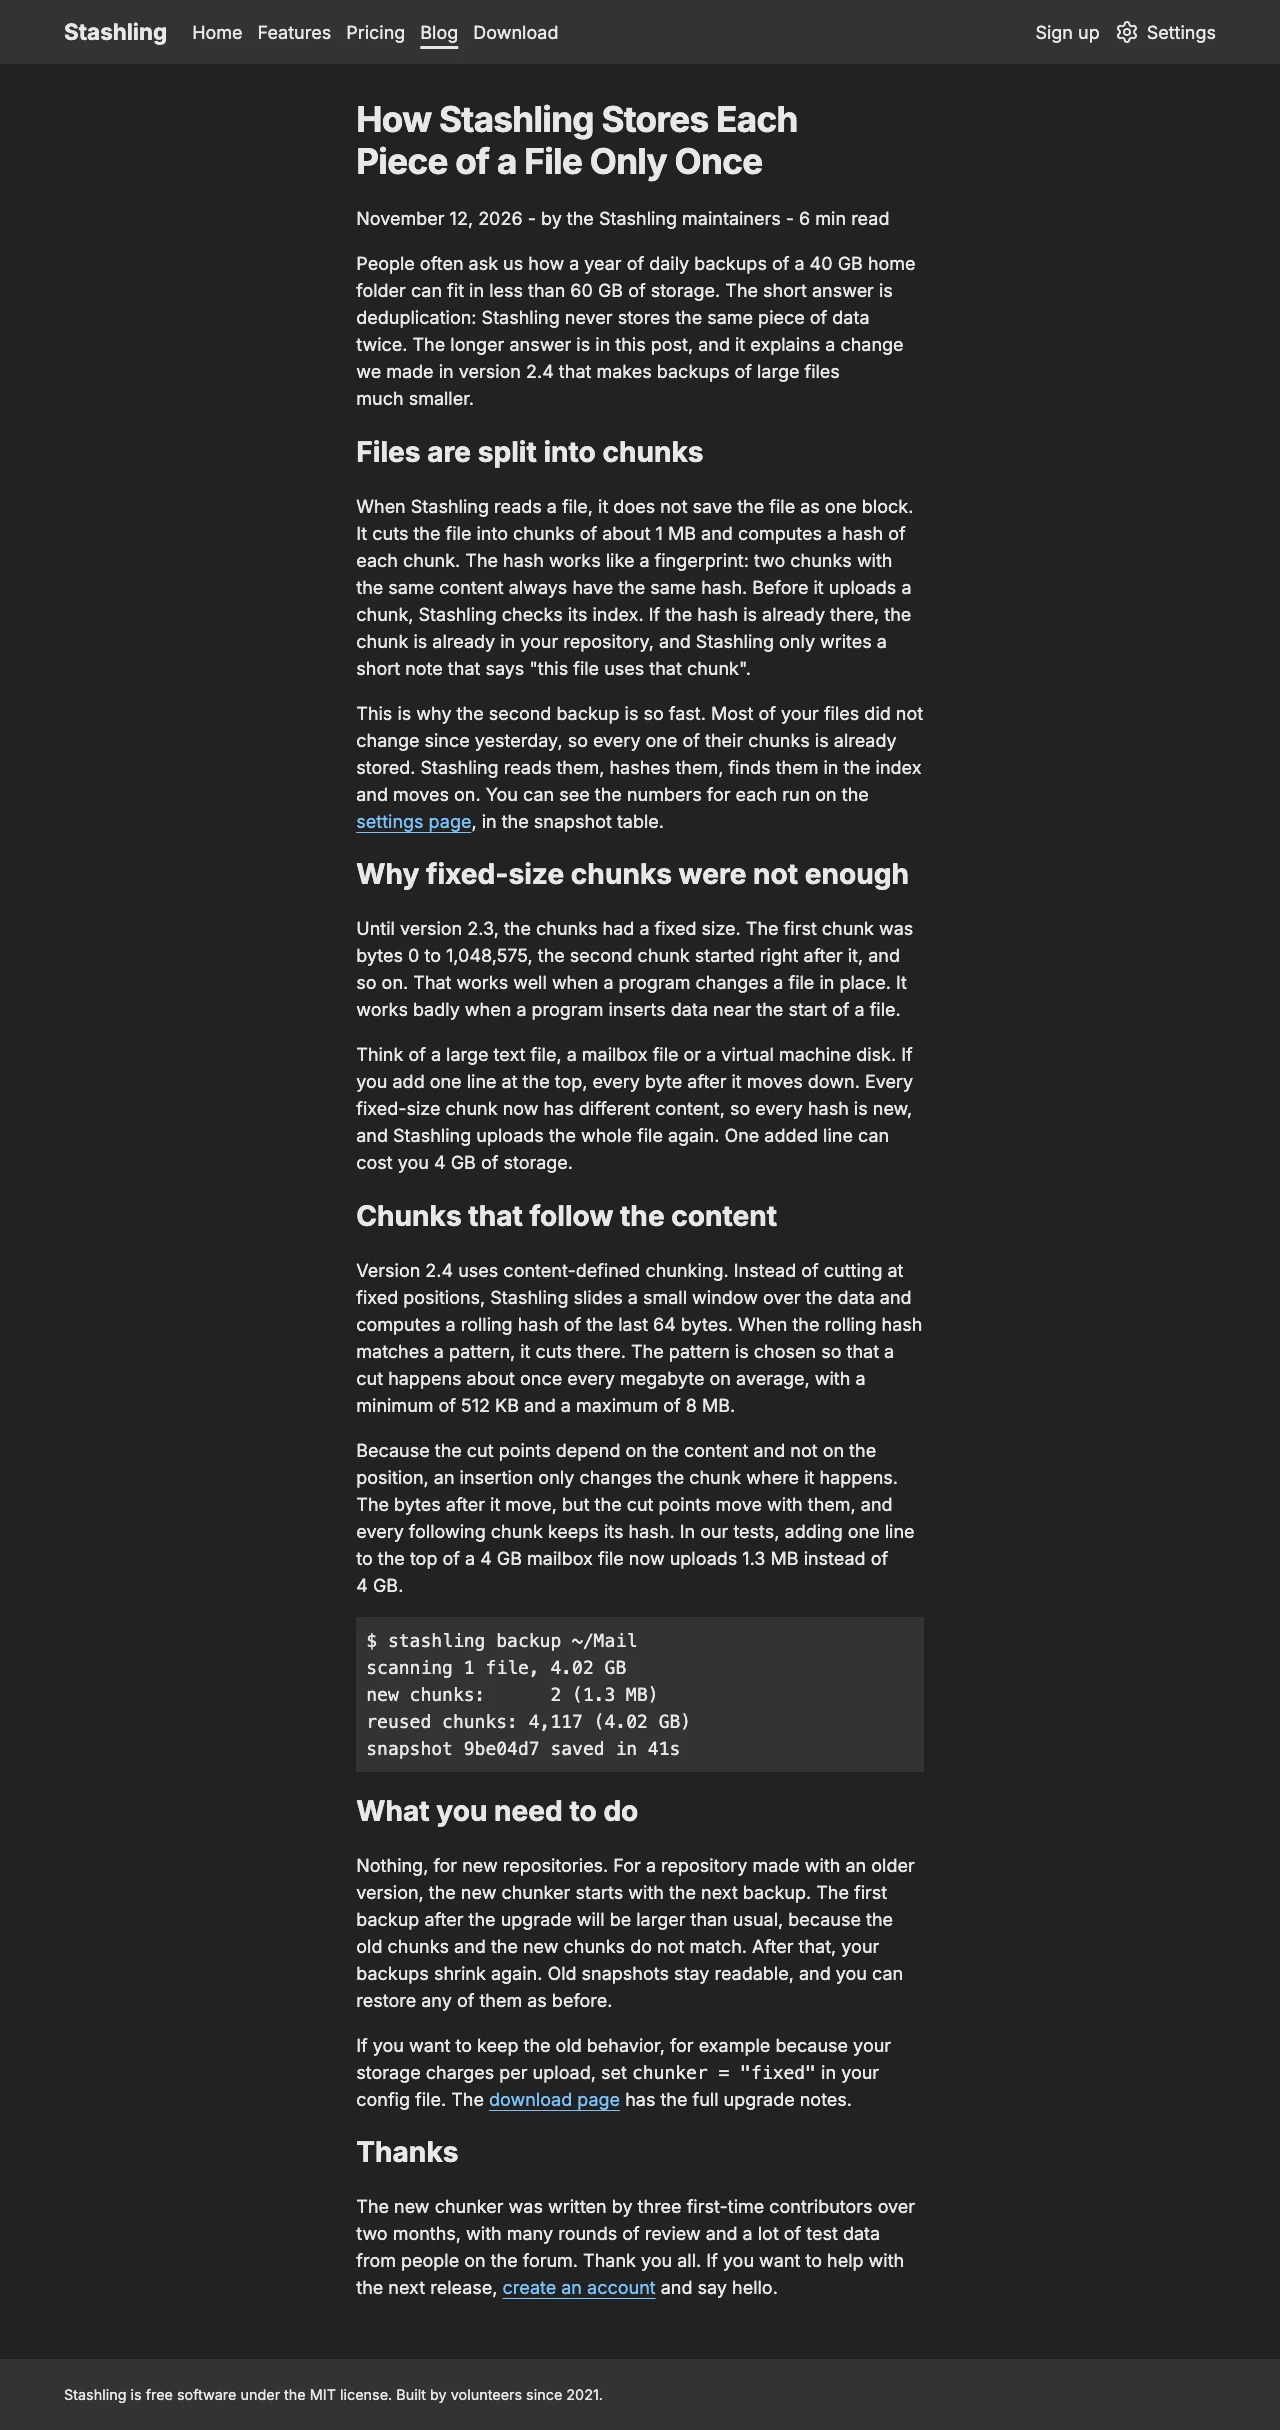 Stashling Home Features Pricing Blog Download Sign up Settings
How Stashling Stores Each
Piece of a File Only Once
November 12, 2026 - by the Stashling maintainers - 6 min read
People often ask us how a year of daily backups of a 40 GB home
folder can fit in less than 60 GB of storage. The short answer is
deduplication: Stashling never stores the same piece of data
twice. The longer answer is in this post, and it explains a change
we made in version 2.4 that makes backups of large files
much smaller.
Files are split into chunks
When Stashling reads a file, it does not save the file as one block.
It cuts the file into chunks of about 1 MB and computes a hash of
each chunk. The hash works like a fingerprint: two chunks with
the same content always have the same hash. Before it uploads a
chunk, Stashling checks its index. If the hash is already there, the
chunk is already in your repository, and Stashling only writes a
short note that says "this file uses that chunk".
This is why the second backup is so fast. Most of your files did not
change since yesterday, so every one of their chunks is already
stored. Stashling reads them, hashes them, finds them in the index
and moves on. You can see the numbers for each run on the
settings page, in the snapshot table.
Why fixed-size chunks were not enough
Until version 2.3, the chunks had a fixed size. The first chunk was
bytes 0 to 1,048,575, the second chunk started right after it, and
so on. That works well when a program changes a file in place. It
works badly when a program inserts data near the start of a file.
Think of a large text file, a mailbox file or a virtual machine disk. If
you add one line at the top, every byte after it moves down. Every
fixed-size chunk now has different content, so every hash is new,
and Stashling uploads the whole file again. One added line can
cost you 4 GB of storage.
Chunks that follow the content
Version 2.4 uses content-defined chunking. Instead of cutting at
fixed positions, Stashling slides a small window over the data and
computes a rolling hash of the last 64 bytes. When the rolling hash
matches a pattern, it cuts there. The pattern is chosen so that a
cut happens about once every megabyte on average, with a
minimum of 512 KB and a maximum of 8 MB.
Because the cut points depend on the content and not on the
position, an insertion only changes the chunk where it happens.
The bytes after it move, but the cut points move with them, and
every following chunk keeps its hash. In our tests, adding one line
to the top of a 4 GB mailbox file now uploads 1.3 MB instead of
4 GB.
$ stashling backup ~/Mail
scanning 1 file, 4.02 GB
new chunks:      2 (1.3 MB)
reused chunks: 4,117 (4.02 GB)
snapshot 9be04d7 saved in 41s
What you need to do
Nothing, for new repositories. For a repository made with an older
version, the new chunker starts with the next backup. The first
backup after the upgrade will be larger than usual, because the
old chunks and the new chunks do not match. After that, your
backups shrink again. Old snapshots stay readable, and you can
restore any of them as before.
If you want to keep the old behavior, for example because your
storage charges per upload, set chunker = "fixed" in your
config file. The download page has the full upgrade notes.
Thanks
The new chunker was written by three first-time contributors over
two months, with many rounds of review and a lot of test data
from people on the forum. Thank you all. If you want to help with
the next release, create an account and say hello.
Stashling is free software under the MIT license. Built by volunteers since 2021.